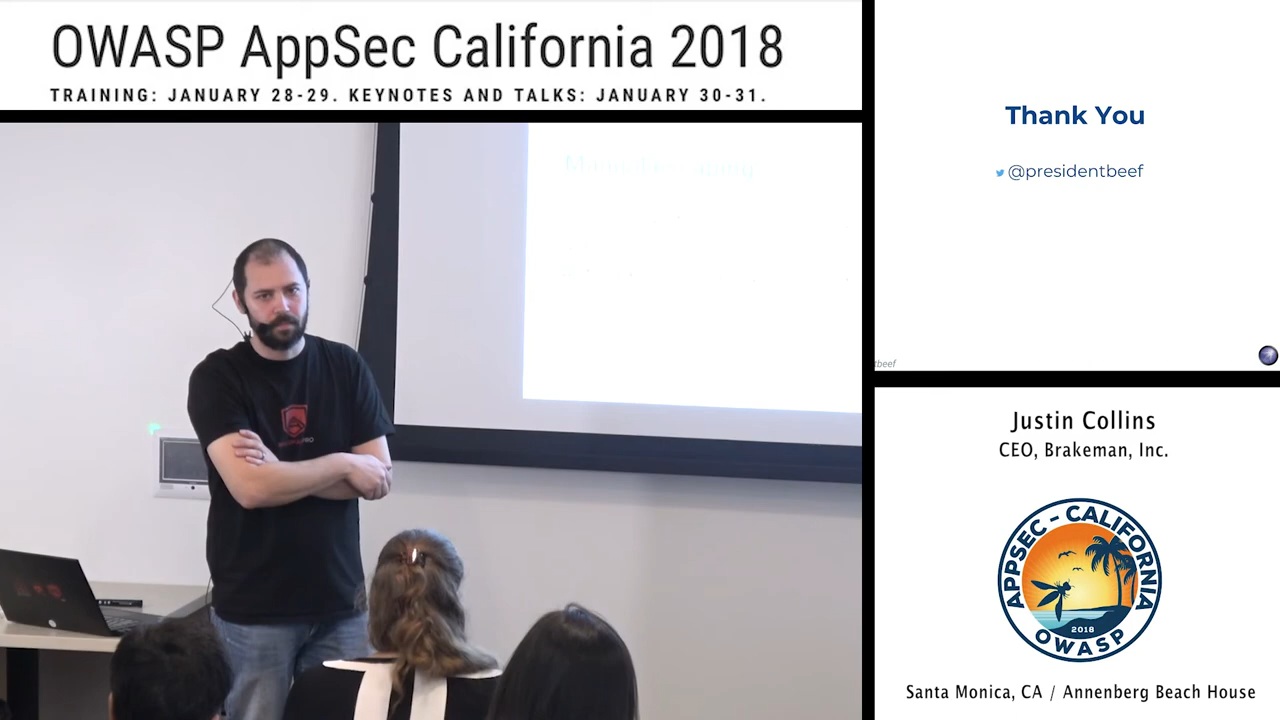 OWASP AppSec California 2018
TRAINING: JANUARY 28-29. KEYNOTES AND TALKS: JANUARY 30-31.
Thank You
@presidentbeef
tbeef
Justin Collins
CEO, Brakeman, Inc.
APPSEC - CALIFORNIA
2018
OWASP
Santa Monica, CA / Annenberg Beach House